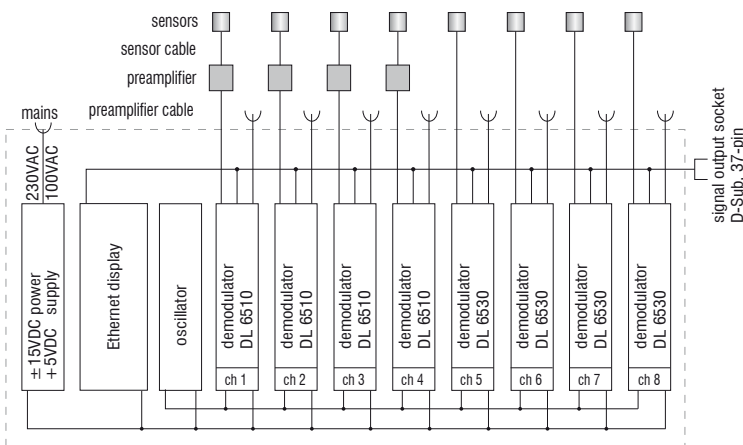 sensors
sensor cable
preamplifier
mains
preamplifier cable
230VAC
100VAC
signal output socket
D-Sub, 37-pin
±15VDC power
+5VDC supply
Ethernet display
oscillator
demodulator
DL 6510
ch 1
demodulator
DL 6510
ch 2
demodulator
DL 6510
ch 3
demodulator
DL 6510
ch 4
demodulator
DL 6530
ch 5
demodulator
DL 6530
ch 6
demodulator
DL 6530
ch 7
demodulator
DL 6530
ch 8